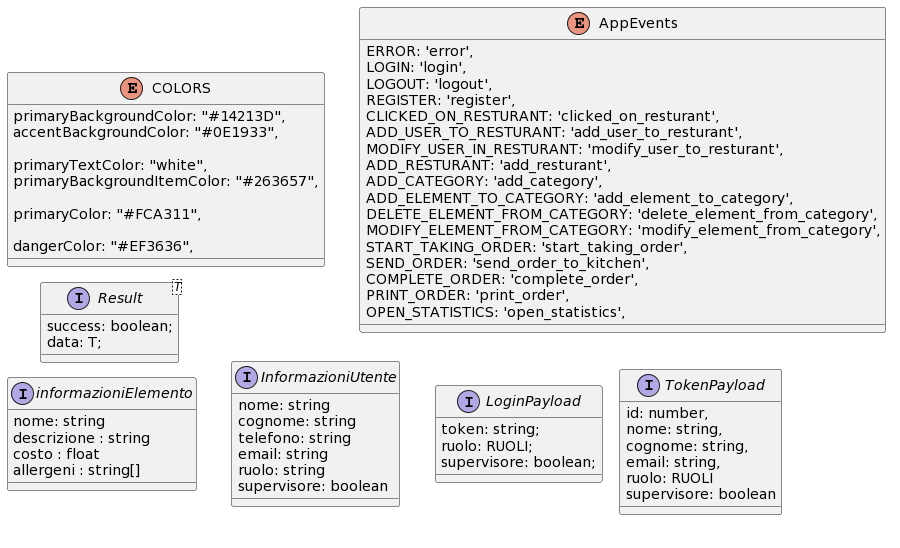 E AppEvents
ERROR: 'error',
LOGIN: 'login',
LOGOUT: 'logout',
REGISTER: 'register',
CLICKED_ON_RESTURANT: 'clicked_on_resturant',
ADD_USER_TO_RESTURANT: 'add_user_to_resturant',
MODIFY_USER_IN_RESTURANT: 'modify_user_to_resturant',
ADD_RESTURANT: 'add_resturant',
ADD_CATEGORY: 'add_category',
ADD_ELEMENT_TO_CATEGORY: 'add_element_to_category',
DELETE_ELEMENT_FROM_CATEGORY: 'delete_element_from_category',
MODIFY_ELEMENT_FROM_CATEGORY: 'modify_element_from_category',
START_TAKING_ORDER: 'start_taking_order',
SEND_ORDER: 'send_order_to_kitchen',
COMPLETE_ORDER: 'complete_order',
PRINT_ORDER: 'print_order',
OPEN_STATISTICS: 'open_statistics',
E COLORS
primaryBackgroundColor: "#14213D",
accentBackgroundColor: "#0E1933",
primaryTextColor: "white",
primaryBackgroundItemColor: "#263657",
primaryColor: "#FCA311",
dangerColor: "#EF3636",
I Result T
success: boolean;
data: T;
I informazioniElemento
nome: string
descrizione : string
costo : float
allergeni : string[]
I InformazioniUtente
nome: string
cognome: string
telefono: string
email: string
ruolo: string
supervisore: boolean
I LoginPayload
token: string;
ruolo: RUOLI;
supervisore: boolean;
I TokenPayload
id: number,
nome: string,
cognome: string,
email: string,
ruolo: RUOLI
supervisore: boolean